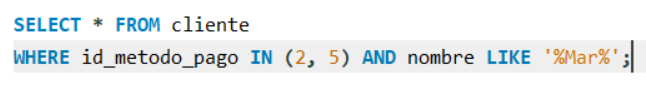 SELECT * FROM cliente
WHERE id_metodo_pago IN (2, 5) AND nombre LIKE '%Mar%';